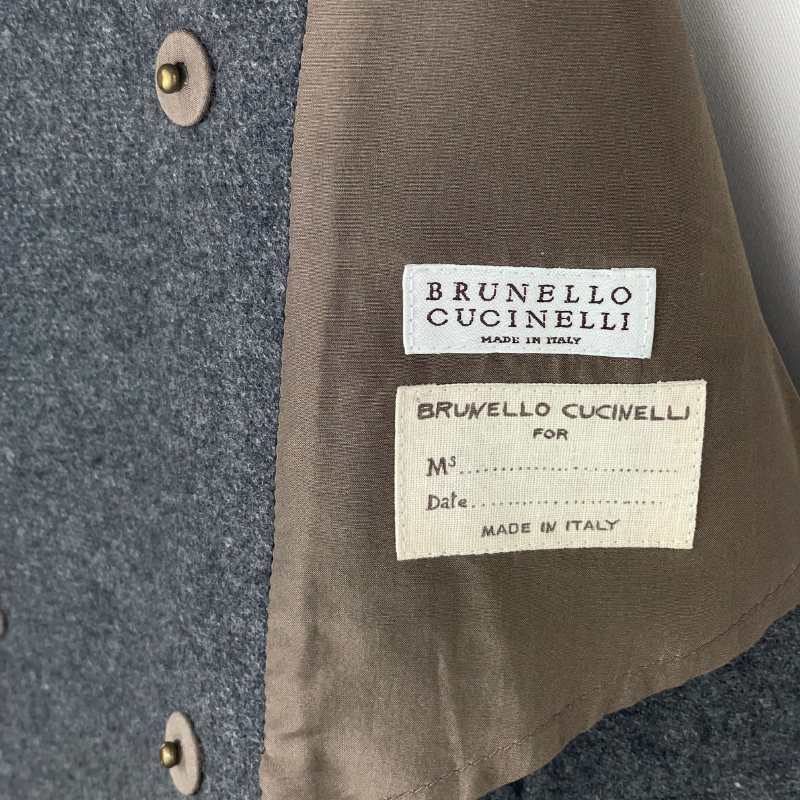 BRUNELLO
CUCINELLI
MADE IN ITALY
BRUNELLO CUCINELLI
FOR
Ms..............................
Date..............................
MADE IN ITALY